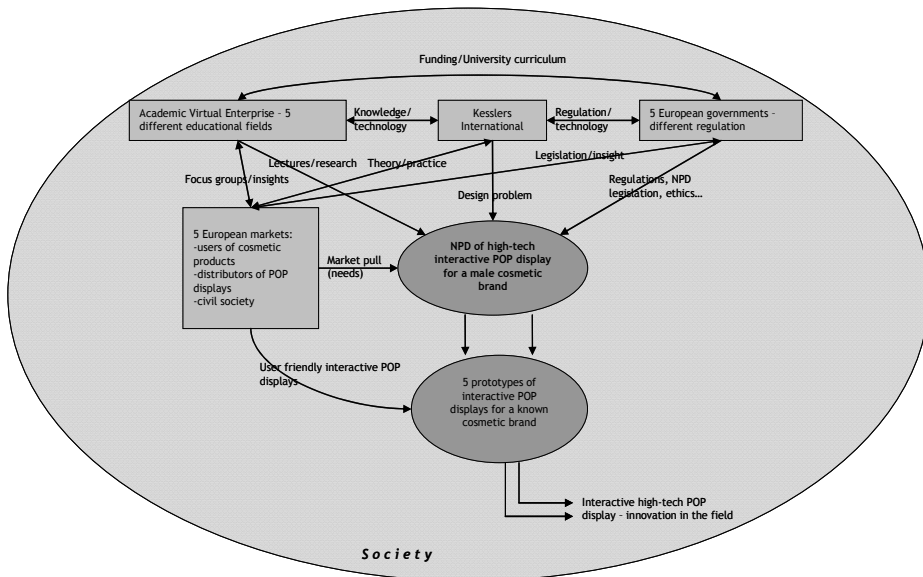 Funding/University curriculum
Academic Virtual Enterprise - 5
different educational fields
Knowledge/
technology
Kesslers
International
Regulation/
technology
5 European governments -
different regulation
Lectures/research
Theory/practice
Legislation/insight
Focus groups/insights
Design problem
Regulations, NPD
legislation, ethics…
5 European markets:
-users of cosmetic
products
-distributors of POP
displays
-civil society
Market pull
(needs)
NPD of high-tech
interactive POP display
for a male cosmetic
brand
User friendly interactive POP
displays
5 prototypes of
interactive POP
displays for a known
cosmetic brand
Interactive high-tech POP
display – innovation in the field
Society